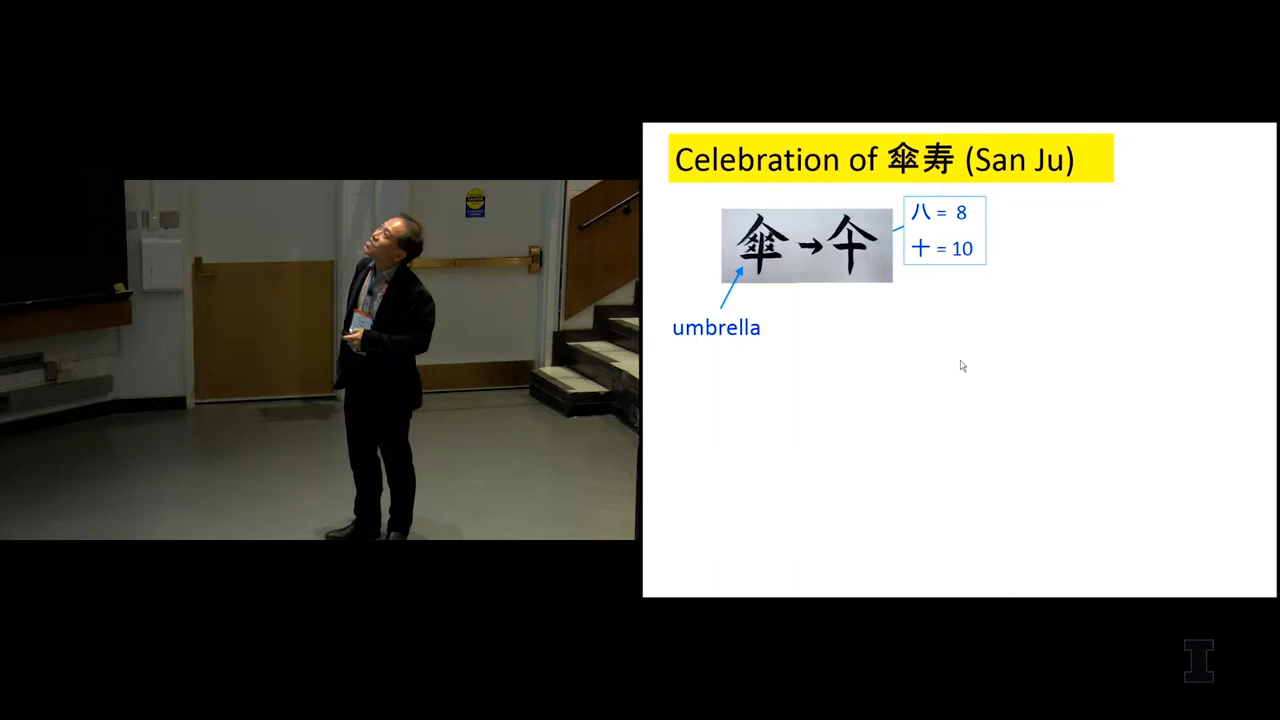 Celebration of 傘寿 (San Ju)
傘→仐
八 = 8
十 = 10
umbrella